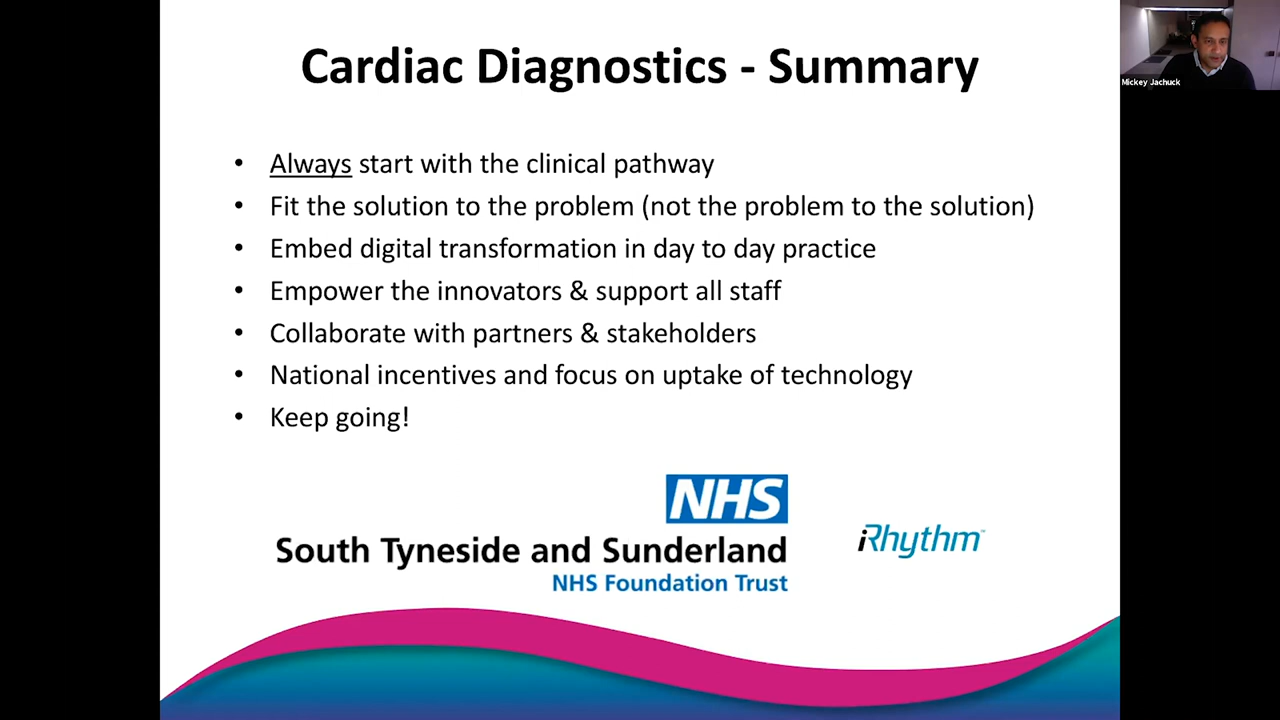 Cardiac Diagnostics - Summary
Mickey Jachuck
• Always start with the clinical pathway
• Fit the solution to the problem (not the problem to the solution)
• Embed digital transformation in day to day practice
• Empower the innovators & support all staff
• Collaborate with partners & stakeholders
• National incentives and focus on uptake of technology
• Keep going!
NHS
South Tyneside and Sunderland
NHS Foundation Trust
iRhythm™